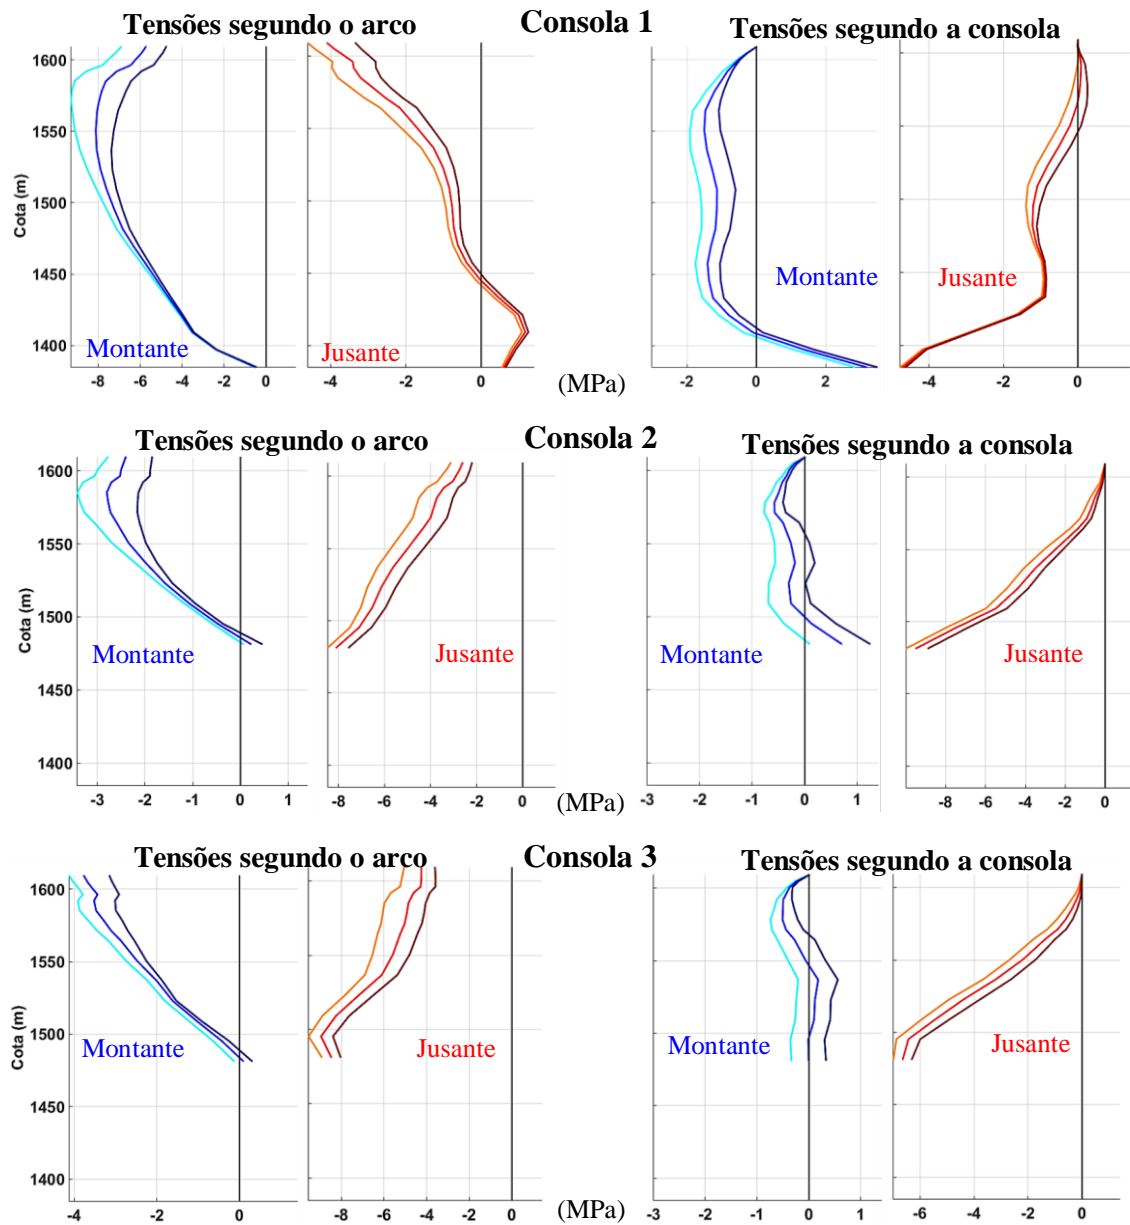 Consola 1
Tensões segundo o arco
Tensões segundo a consola
Cota (m)
1600
1550
1500
1450
1400
Montante
Jusante
Montante
Jusante
-8 -6 -4 -2 0
-4 -2 0
(MPa)
-2 0 2
-4 -2 0
Consola 2
Tensões segundo o arco
Tensões segundo a consola
Cota (m)
1600
1550
1500
1450
1400
Montante
Jusante
Montante
Jusante
-3 -2 -1 0 1
-8 -6 -4 -2 0
(MPa)
-3 -2 -1 0 1
-8 -6 -4 -2 0
Consola 3
Tensões segundo o arco
Tensões segundo a consola
Cota (m)
1600
1550
1500
1450
1400
Montante
Jusante
Montante
Jusante
-4 -3 -2 -1 0
-8 -6 -4 -2 0
(MPa)
-3 -2 -1 0 1
-6 -4 -2 0